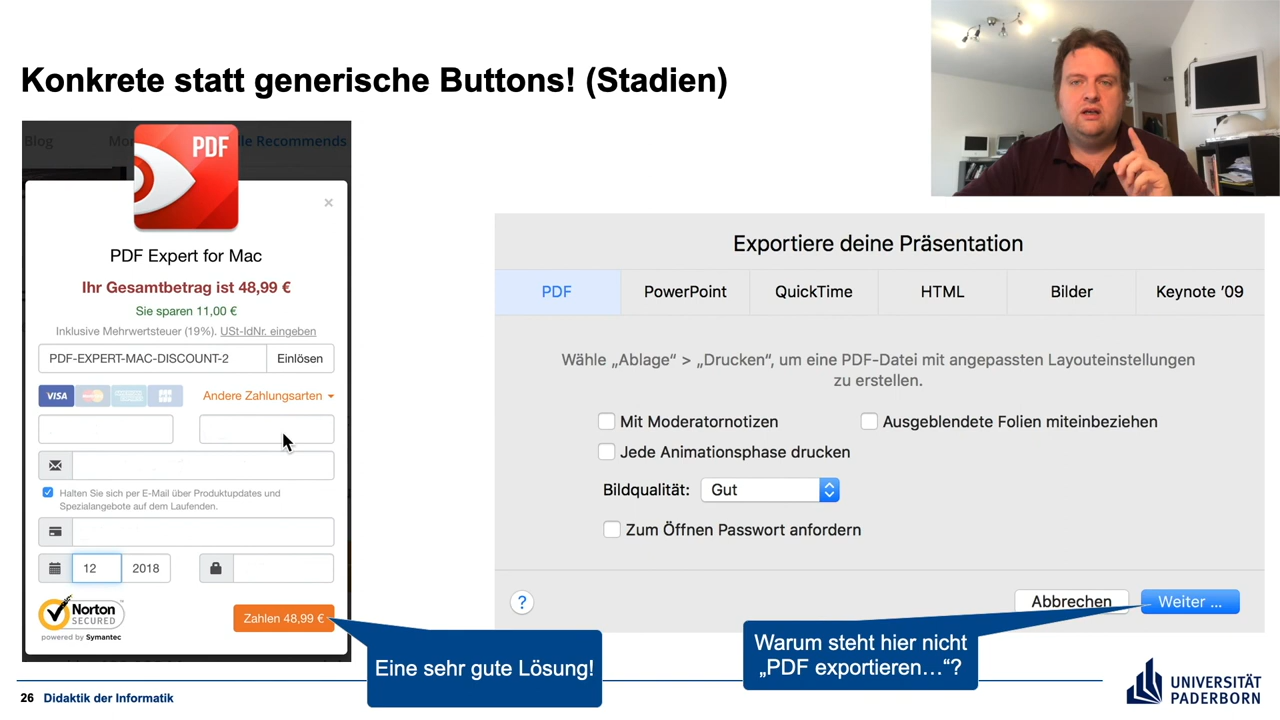 Konkrete statt generische Buttons! (Stadien)
Blog
lle Recommends
PDF
PDF Expert for Mac
Ihr Gesamtbetrag ist 48,99 €
Sie sparen 11,00 €
Inklusive Mehrwertsteuer (19%). USt-IdNr. eingeben
PDF-EXPERT-MAC-DISCOUNT-2 Einlösen
VISA Andere Zahlungsarten
Halten Sie sich per E-Mail über Produktupdates und
Spezialangebote auf dem Laufenden.
12 2018
Norton
SECURED
powered by Symantec
Zahlen 48,99 €
Eine sehr gute Lösung!
Exportiere deine Präsentation
PDF PowerPoint QuickTime HTML Bilder Keynote ’09
Wähle „Ablage“ > „Drucken“, um eine PDF-Datei mit angepassten Layouteinstellungen
zu erstellen.
Mit Moderatornotizen Ausgeblendete Folien miteinbeziehen
Jede Animationsphase drucken
Bildqualität: Gut
Zum Öffnen Passwort anfordern
? Abbrechen Weiter ...
Warum steht hier nicht
„PDF exportieren…“?
26 Didaktik der Informatik
UNIVERSITÄT
PADERBORN